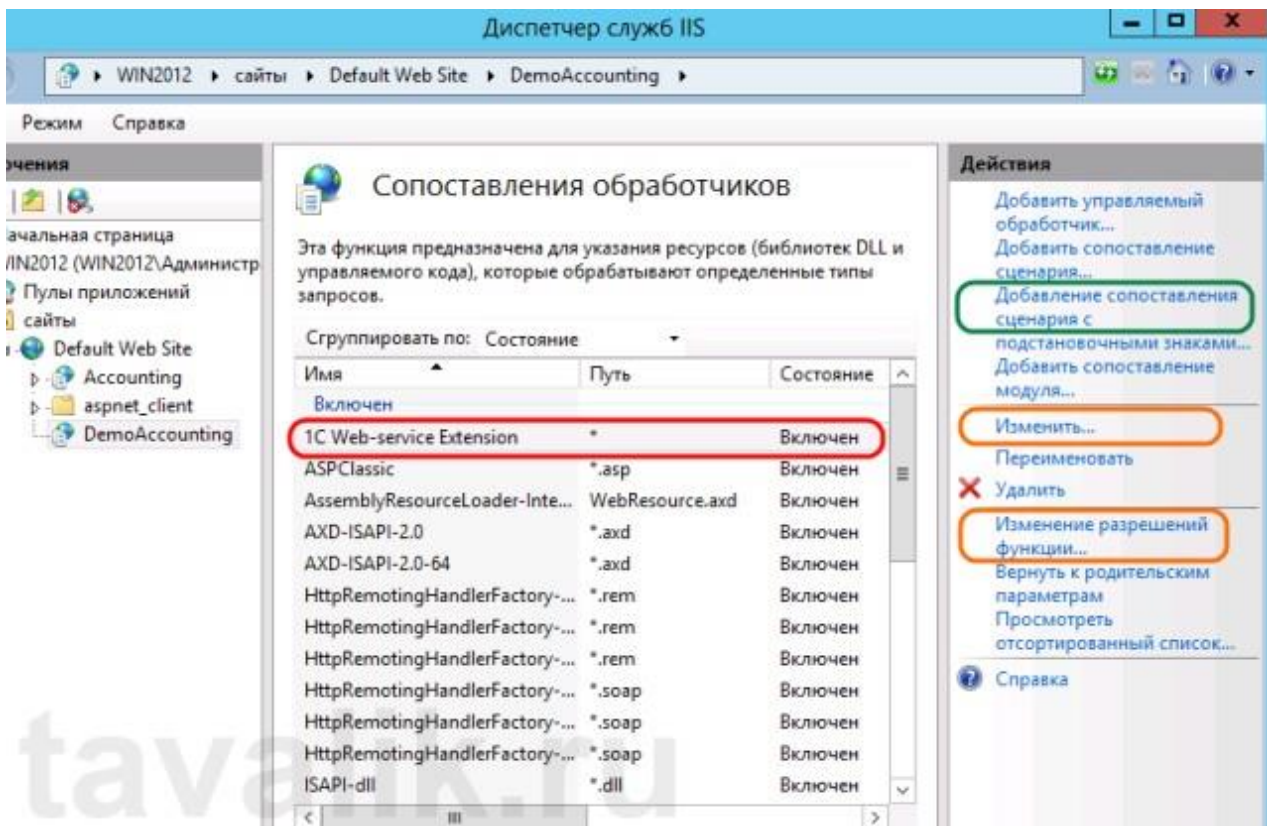 Диспетчер служб IIS
WIN2012 сайты Default Web Site DemoAccounting
Режим Справка
очения
ачальная страница
WIN2012 (WIN2012\Администр
Пулы приложений
сайты
Default Web Site
Accounting
aspnet_client
DemoAccounting
Сопоставления обработчиков
Эта функция предназначена для указания ресурсов (библиотек DLL и
управляемого кода), которые обрабатывают определенные типы
запросов.
Сгруппировать по: Состояние
Имя Путь Состояние
Включен
1C Web-service Extension * Включен
ASPClassic *.asp Включен
AssemblyResourceLoader-Inte... WebResource.axd Включен
AXD-ISAPI-2.0 *.axd Включен
AXD-ISAPI-2.0-64 *.axd Включен
HttpRemotingHandlerFactory-... *.rem Включен
HttpRemotingHandlerFactory-... *.rem Включен
HttpRemotingHandlerFactory-... *.rem Включен
HttpRemotingHandlerFactory-... *.soap Включен
HttpRemotingHandlerFactory-... *.soap Включен
HttpRemotingHandlerFactory-... *.soap Включен
ISAPI-dll *.dll Включен
Действия
Добавить управляемый
обработчик...
Добавить сопоставление
сценария...
Добавление сопоставления
сценария с
подстановочными знаками...
Добавить сопоставление
модуля...
Изменить...
Переименовать
Удалить
Изменение разрешений
функции...
Вернуть к родительским
параметрам
Просмотреть
отсортированный список...
Справка
tavalik.ru